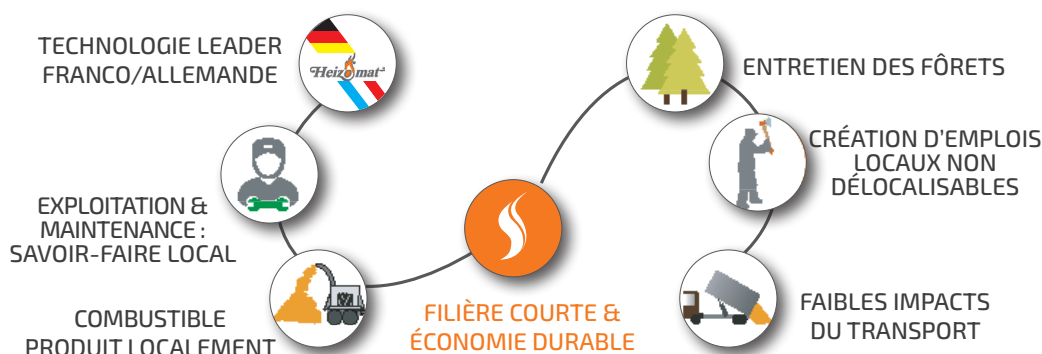 TECHNOLOGIE LEADER
FRANCO/ALLEMANDE
Heizomat
EXPLOITATION &
MAINTENANCE :
SAVOIR-FAIRE LOCAL
COMBUSTIBLE
PRODUIT LOCALEMENT
FILIÈRE COURTE &
ÉCONOMIE DURABLE
ENTRETIEN DES FÔRETS
CRÉATION D'EMPLOIS
LOCAUX NON
DÉLOCALISABLES
FAIBLES IMPACTS
DU TRANSPORT